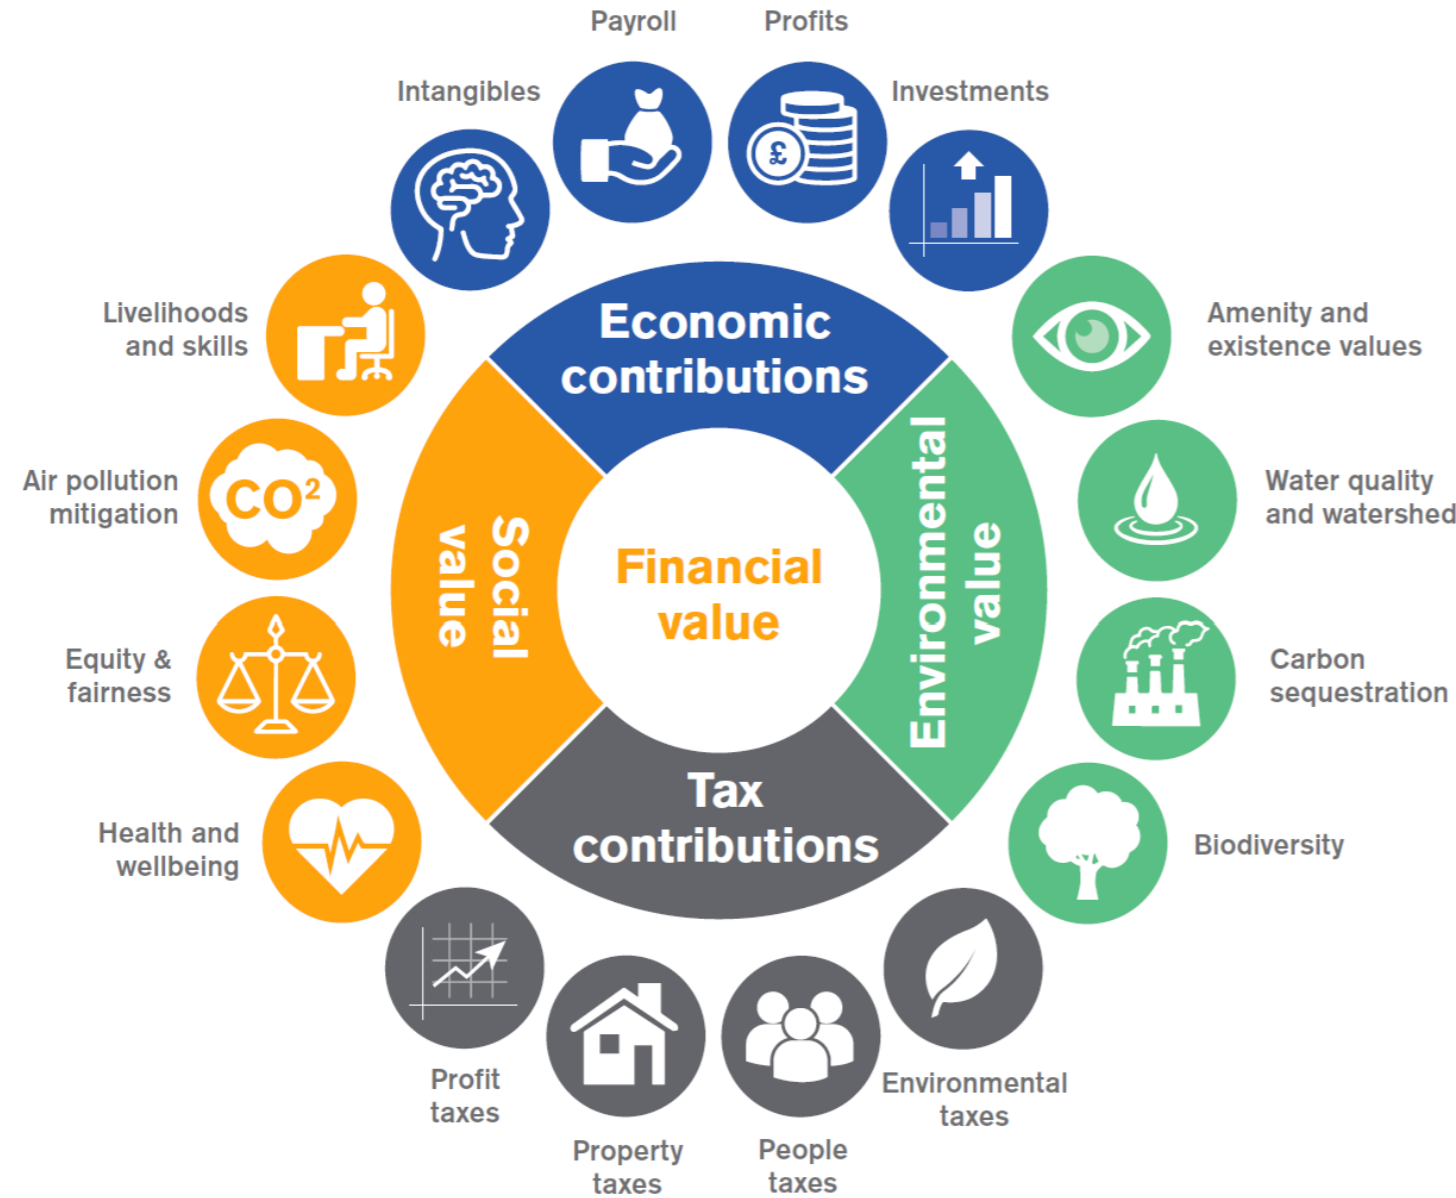 Payroll
Profits
Intangibles
Investments
£
Economic
contributions
Livelihoods
and skills
Amenity and
existence values
Air pollution
mitigation
CO²
Social
value
Financial
value
Environmental
value
Water quality
and watershed
Equity &
fairness
Carbon
sequestration
Tax
contributions
Health and
wellbeing
Biodiversity
Profit
taxes
Property
taxes
People
taxes
Environmental
taxes